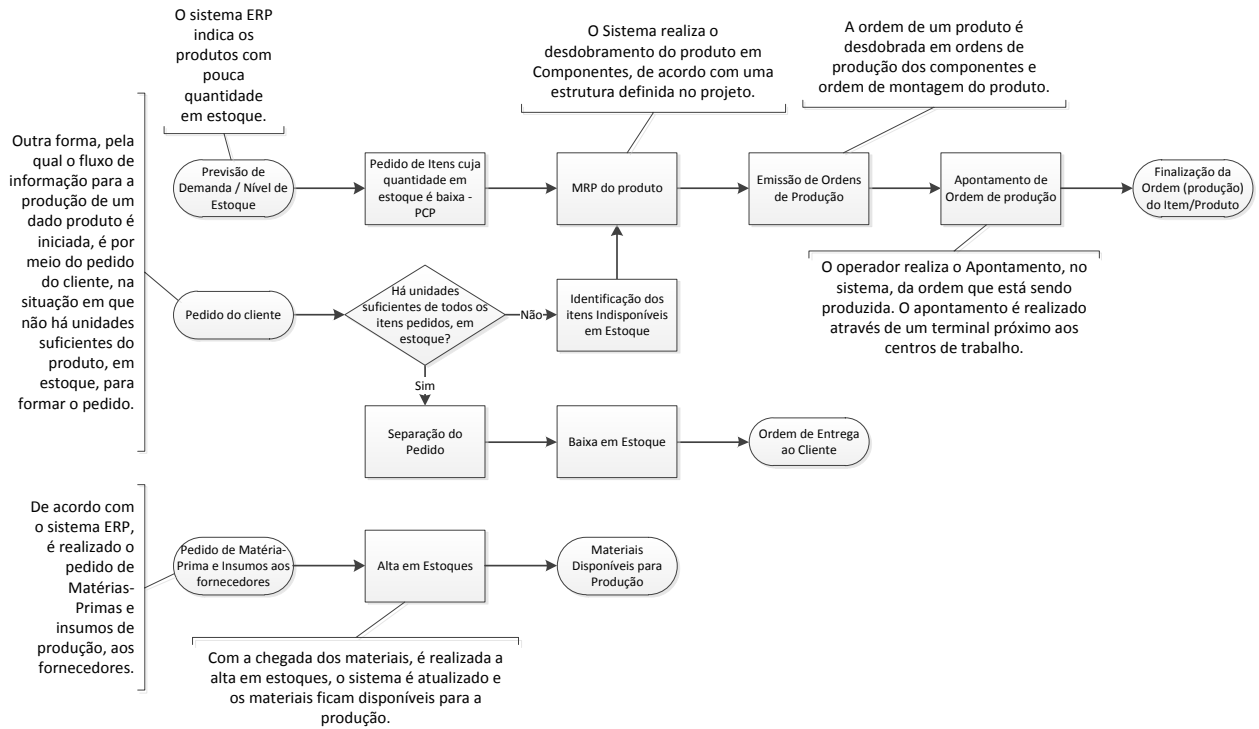 O sistema ERP
indica os
produtos com
pouca
quantidade
em estoque.
O Sistema realiza o
desdobramento do produto em
Componentes, de acordo com uma
estrutura definida no projeto.
A ordem de um produto é
desdobrada em ordens de
produção dos componentes e
ordem de montagem do produto.
Outra forma, pela
qual o fluxo de
informação para a
produção de um
dado produto é
iniciada, é por
meio do pedido
do cliente, na
situação em que
não há unidades
suficientes do
produto, em
estoque, para
formar o pedido.
Previsão de
Demanda / Nível de
Estoque
Pedido de Itens cuja
quantidade em
estoque é baixa -
PCP
MRP do produto
Emissão de Ordens
de Produção
Apontamento de
Ordem de produção
Finalização da
Ordem (produção)
do Item/Produto
O operador realiza o Apontamento, no
sistema, da ordem que está sendo
produzida. O apontamento é realizado
através de um terminal próximo aos
centros de trabalho.
Pedido do cliente
Há unidades
suficientes de todos os
itens pedidos, em
estoque?
Não
Identificação dos
itens Indisponíveis
em Estoque
Sim
Separação do
Pedido
Baixa em Estoque
Ordem de Entrega
ao Cliente
De acordo com
o sistema ERP,
é realizado o
pedido de
Matérias-
Primas e
insumos de
produção, aos
fornecedores.
Pedido de Matéria-
Prima e Insumos aos
fornecedores
Alta em Estoques
Materiais
Disponíveis para
Produção
Com a chegada dos materiais, é realizada a
alta em estoques, o sistema é atualizado e
os materiais ficam disponíveis para a
produção.